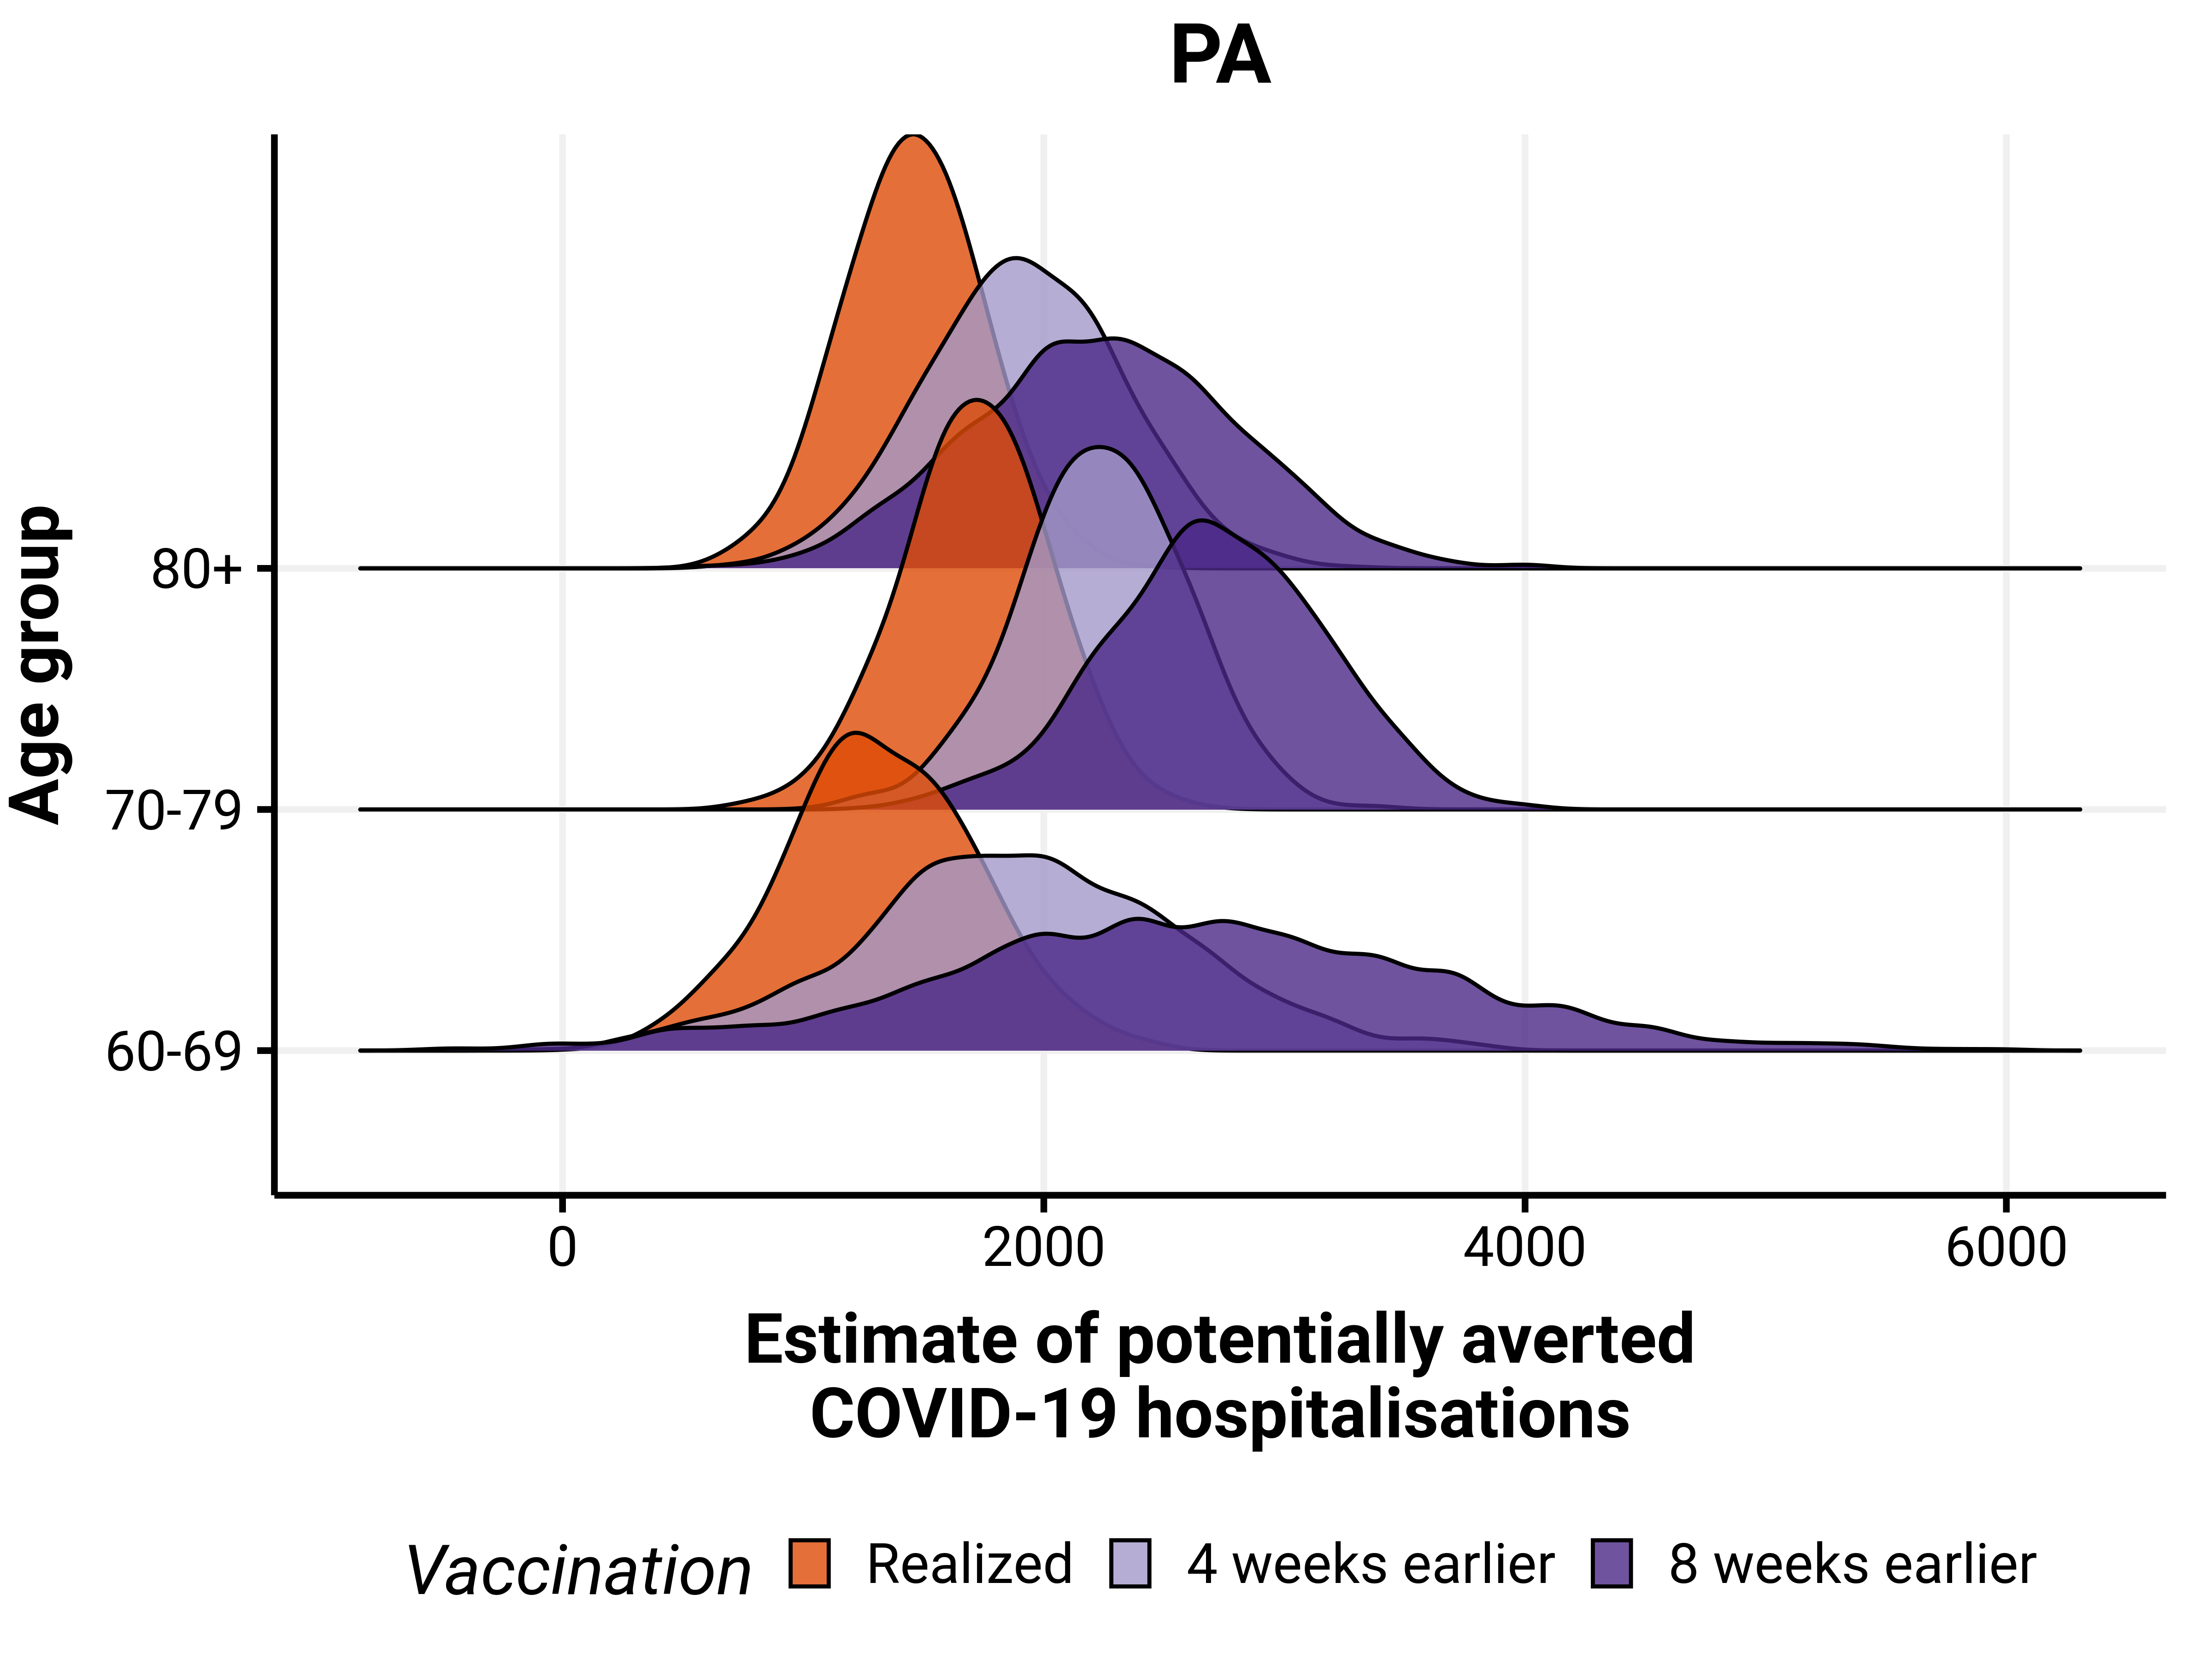 PA
Age group
80+
70-79
60-69
0 2000 4000 6000
Estimate of potentially averted
COVID-19 hospitalisations
Vaccination Realized 4 weeks earlier 8 weeks earlier